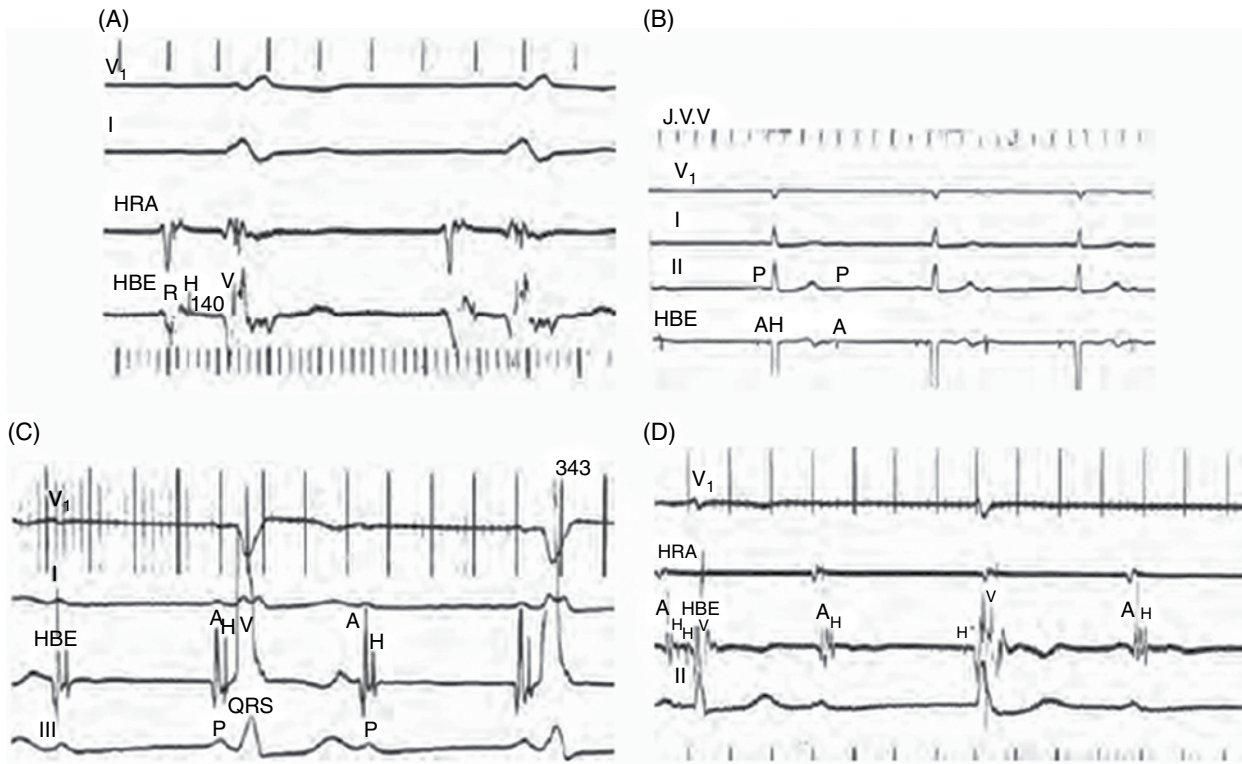 (A)
V1
I
HRA
HBE R H 140 V
(B)
J.V.V
V1
I
II P P
HBE AH A
(C)
343
V1
I
HBE A H V A H
QRS
III P P
(D)
V1
HRA
A H H HBE V A H H' V A H
II